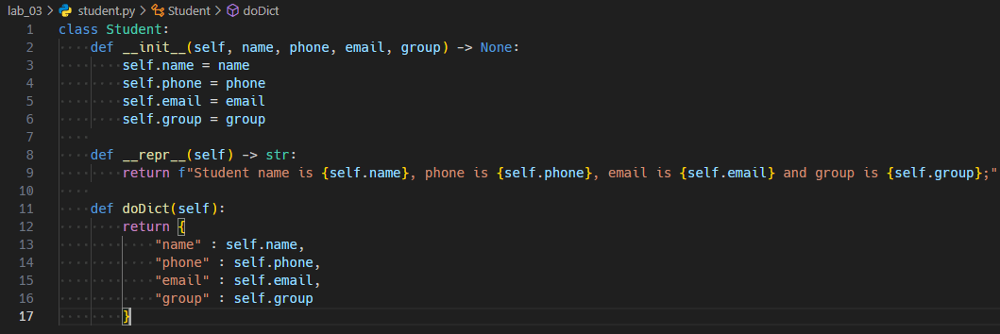 lab_03 > student.py > Student > doDict
1 class Student:
2     def __init__(self, name, phone, email, group) -> None:
3         self.name = name
4         self.phone = phone
5         self.email = email
6         self.group = group
7
8     def __repr__(self) -> str:
9         return f"Student name is {self.name}, phone is {self.phone}, email is {self.email} and group is {self.group};"
10
11     def doDict(self):
12         return {
13             "name" : self.name,
14             "phone" : self.phone,
15             "email" : self.email,
16             "group" : self.group
17         }